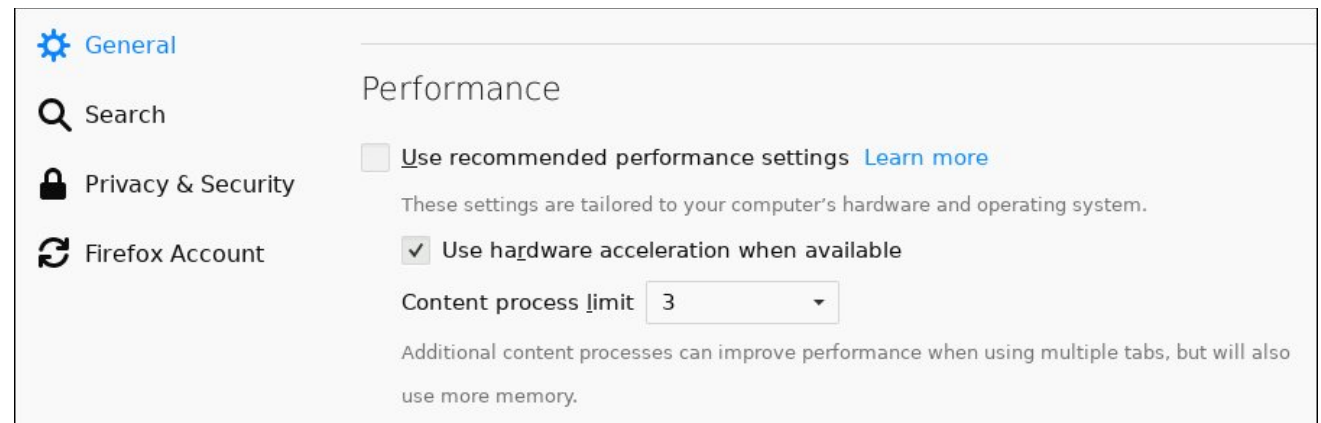 General
Search
Privacy & Security
Firefox Account
Performance
Use recommended performance settings Learn more
These settings are tailored to your computer’s hardware and operating system.
Use hardware acceleration when available
Content process limit 3
Additional content processes can improve performance when using multiple tabs, but will also
use more memory.